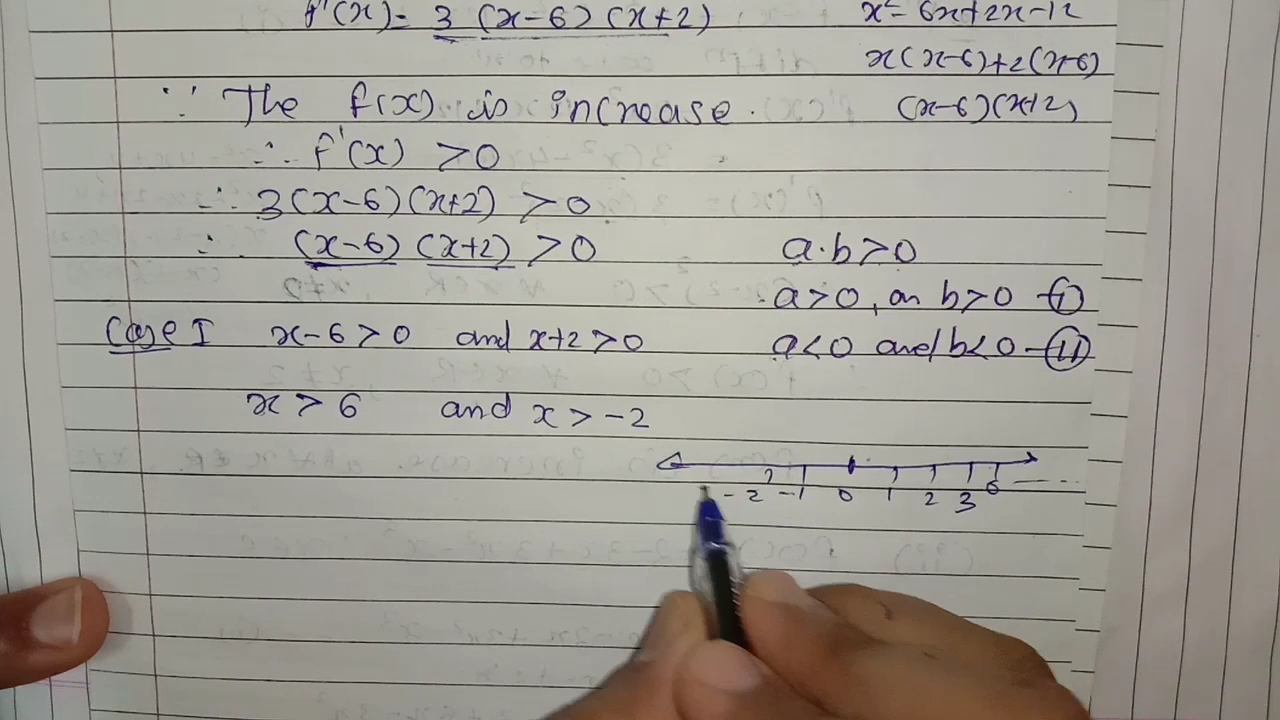 f'(x) = 3 (x-6) (x+2)
x² - 6x + 2x - 12
x(x-6)+2(x-6)
∵ The f(x) is increase.
(x-6)(x+2)
∴ f'(x) > 0
∴ 3(x-6)(x+2) > 0
∴ (x-6) (x+2) > 0
a·b > 0
a > 0, or b > 0 - (I)
Case I x-6 > 0 and x+2 > 0
a < 0 and b < 0 - (II)
x > 6 and x > -2
-2 -1 0 1 2 3 6